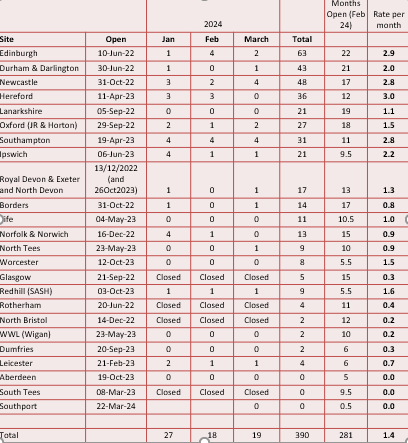 Months
Open (Feb
24)
Rate per
month
2024
Site Open Jan Feb March Total
Edinburgh 10-Jun-22 1 4 2 63 22 2.9
Durham & Darlington 30-Jun-22 1 0 1 43 21 2.0
Newcastle 31-Oct-22 3 2 4 48 17 2.8
Hereford 11-Apr-23 3 3 0 36 12 3.0
Lanarkshire 05-Sep-22 0 0 0 21 19 1.1
Oxford (JR & Horton) 29-Sep-22 2 1 2 27 18 1.5
Southampton 19-Apr-23 4 4 4 31 11 2.8
Ipswich 06-Jun-23 4 1 1 21 9.5 2.2
13/12/2022
(and
Royal Devon & Exeter
and North Devon 26Oct2023) 1 0 1 17 13 1.3
Borders 31-Oct-22 1 0 1 14 17 0.8
ife 04-May-23 0 0 0 11 10.5 1.0
Norfolk & Norwich 16-Dec-22 4 1 0 13 15 0.9
North Tees 23-May-23 0 0 1 9 10 0.9
Worcester 12-Oct-23 0 0 0 8 5.5 1.5
Glasgow 21-Sep-22 Closed Closed Closed 5 15 0.3
Redhill (SASH) 03-Oct-23 1 1 1 9 5.5 1.6
Rotherham 20-Jun-22 Closed Closed Closed 4 11 0.4
North Bristol 14-Dec-22 Closed Closed Closed 2 12 0.2
WWL (Wigan) 23-May-23 0 0 0 2 10 0.2
Dumfries 20-Sep-23 0 0 0 2 6 0.3
Leicester 21-Feb-23 2 1 1 4 6 0.7
Aberdeen 19-Oct-23 0 0 0 0 5 0.0
South Tees 08-Mar-23 Closed Closed Closed 0 9.5 0.0
Southport 22-Mar-24 0 0 0.5 0.0
Total 27 18 19 390 281 1.4